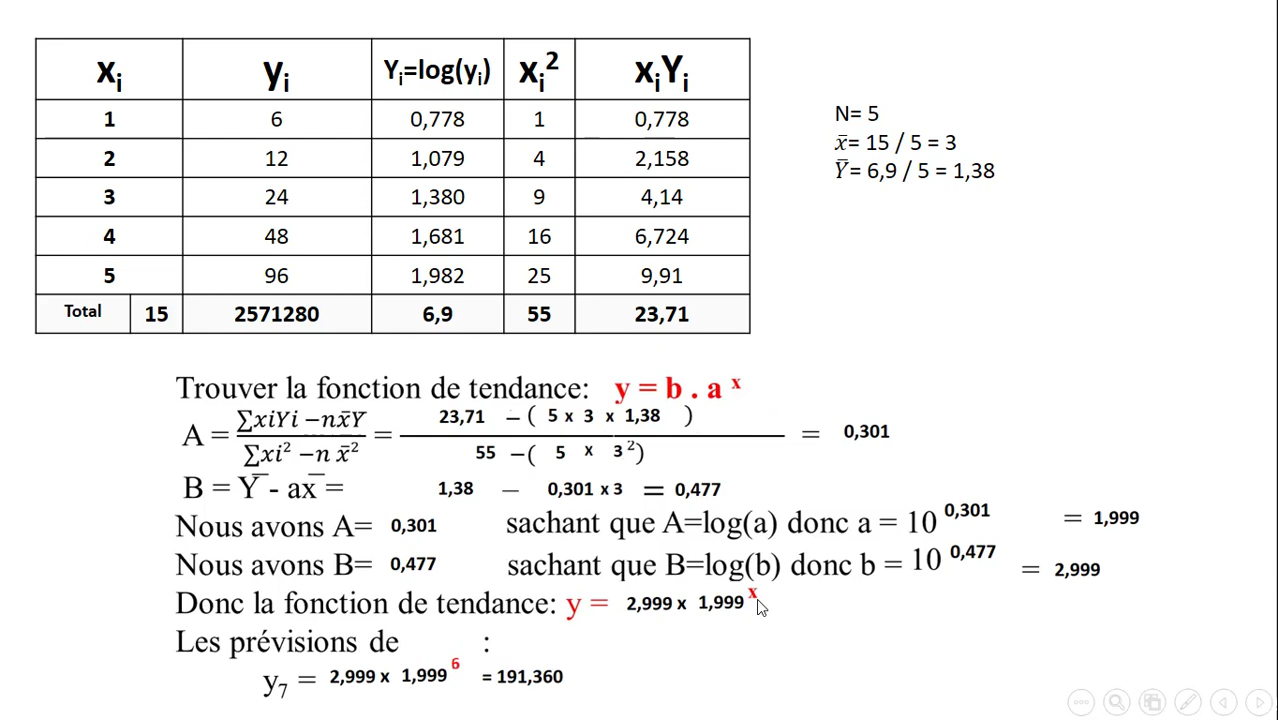 xi yi Yi=log(yi) xi² xiYi
1 6 0,778 1 0,778
2 12 1,079 4 2,158
3 24 1,380 9 4,14
4 48 1,681 16 6,724
5 96 1,982 25 9,91
Total 15 2571280 6,9 55 23,71
N= 5
x̄= 15 / 5 = 3
Ȳ= 6,9 / 5 = 1,38
Trouver la fonction de tendance: y = b . a ˣ
A = (∑xiYi −nx̄Ȳ)/(∑xi² −n x̄²) = (23,71 −( 5 x 3 x 1,38 ))/(55 −( 5 x 3 ²)) = 0,301
B = Y̅ - ax̅ = 1,38 − 0,301 x 3 = 0,477
Nous avons A= 0,301 sachant que A=log(a) donc a = 10 ^0,301 = 1,999
Nous avons B= 0,477 sachant que B=log(b) donc b = 10 ^0,477 = 2,999
Donc la fonction de tendance: y = 2,999 x 1,999 ˣ
Les prévisions de :
y₇ = 2,999 x 1,999 ⁶ = 191,360